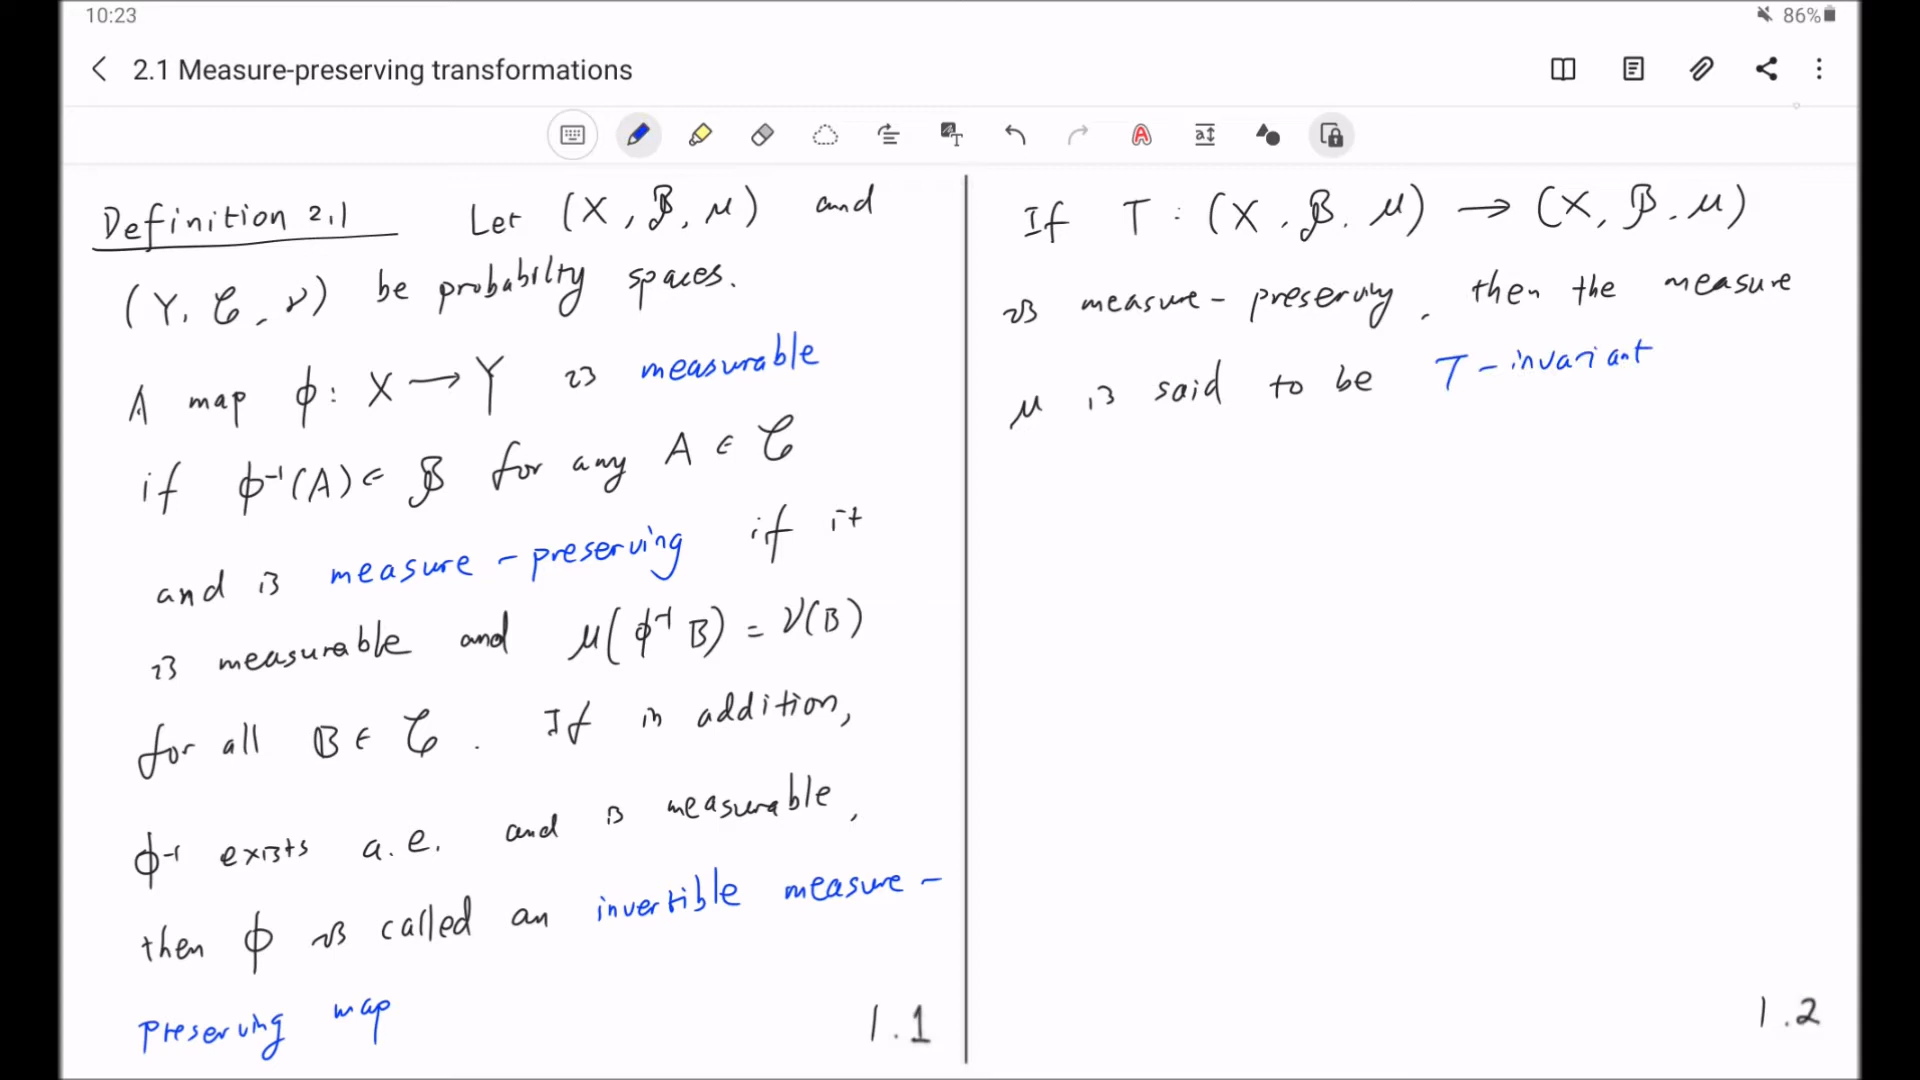 10:23
86%
2.1 Measure-preserving transformations
Definition 2.1 Let (X, ℬ, μ) and
(Y, 𝒞, ν) be probabilty spaces.
A map ϕ: X → Y is measurable
if ϕ⁻¹(A) ∈ ℬ for any A ∈ 𝒞
and is measure-preserving if it
is measurable and μ(ϕ⁻¹ B) = ν(B)
for all B ∈ 𝒞. If in addition,
ϕ⁻¹ exists a.e. and is measurable,
then ϕ is called an invertible measure-
preserving map
1.1
If T : (X, ℬ, μ) → (X, ℬ, μ)
is measure-preserving, then the measure
μ is said to be T-invariant
1.2